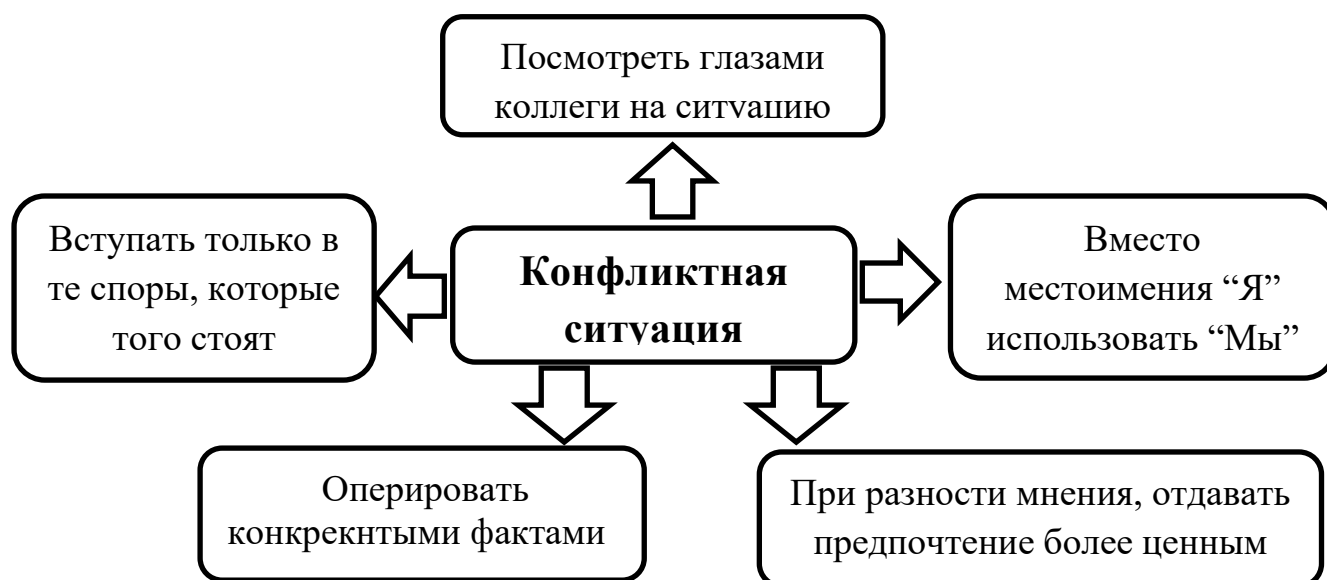 Посмотреть глазами
коллеги на ситуацию
Вступать только в
те споры, которые
того стоят
Конфликтная
ситуация
Вместо
местоимения “Я”
использовать “Мы”
Оперировать
конкрекнтыми фактами
При разности мнения, отдавать
предпочтение более ценным